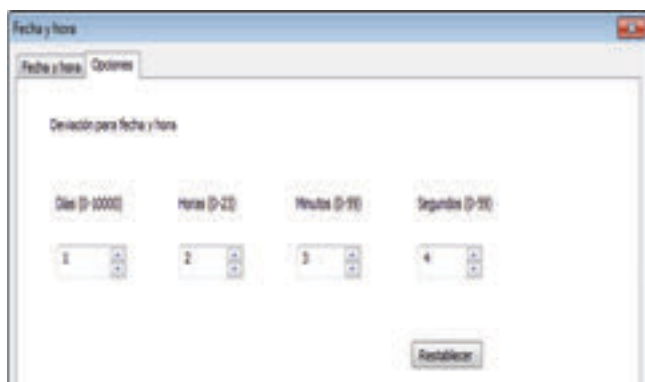 Fecha y hora
Fecha y hora Opciones
Desviación para fecha y hora
Días (0-10000) Horas (0-23) Minutos (0-59) Segundos (0-59)
1 2 3 4
Restablecer